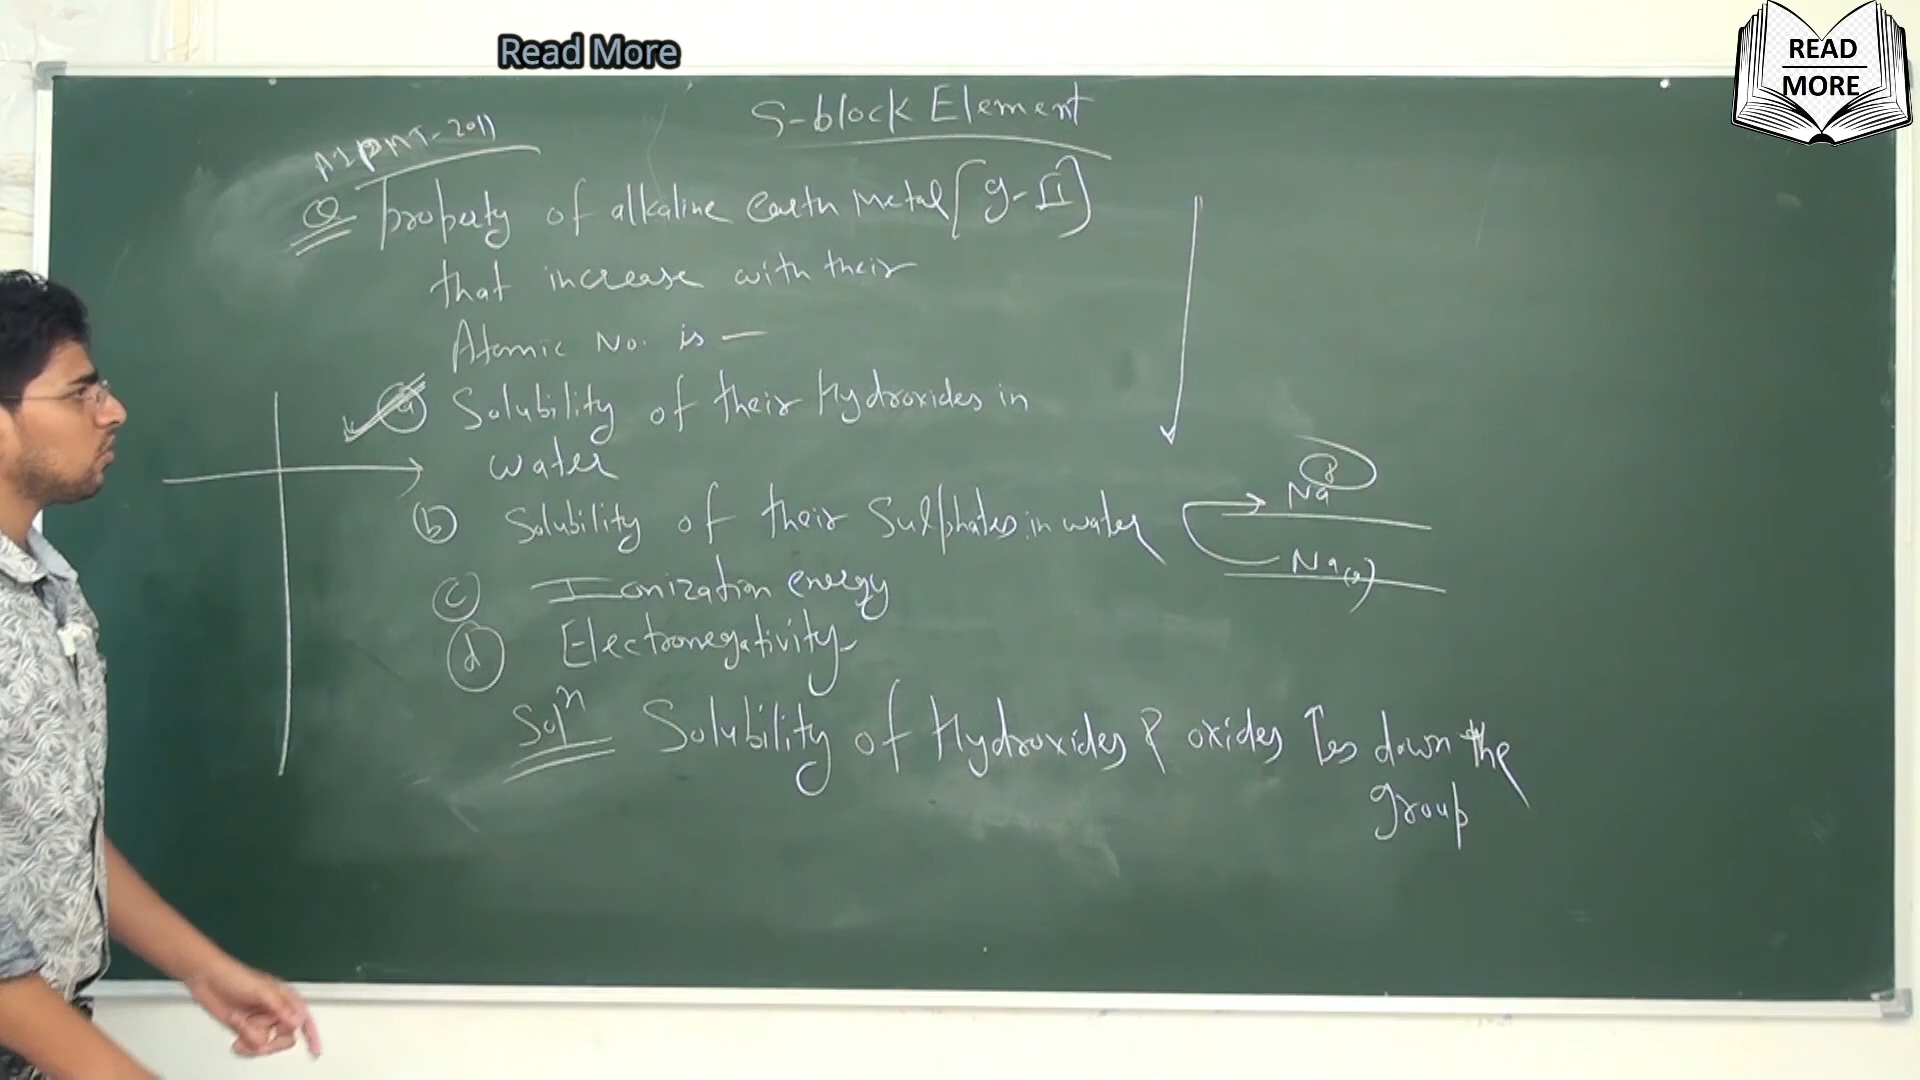 Read More
READ
MORE
S-block Element
AIPMT-2011
Q Property of alkaline earth Metal [g-II]
that increase with their
Atomic No. is —
(a) Solubility of their Hydroxides in
water
(b) Solubility of their Sulphates in water
(c) Ionization energy
(d) Electronegativity
Na
Na(s)
Solⁿ Solubility of Hydroxides & oxides ↑es down the
group